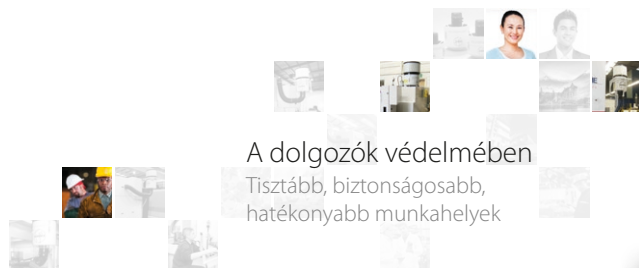 A dolgozók védelmében
Tisztább, biztonságosabb,
hatékonyabb munkahelyek